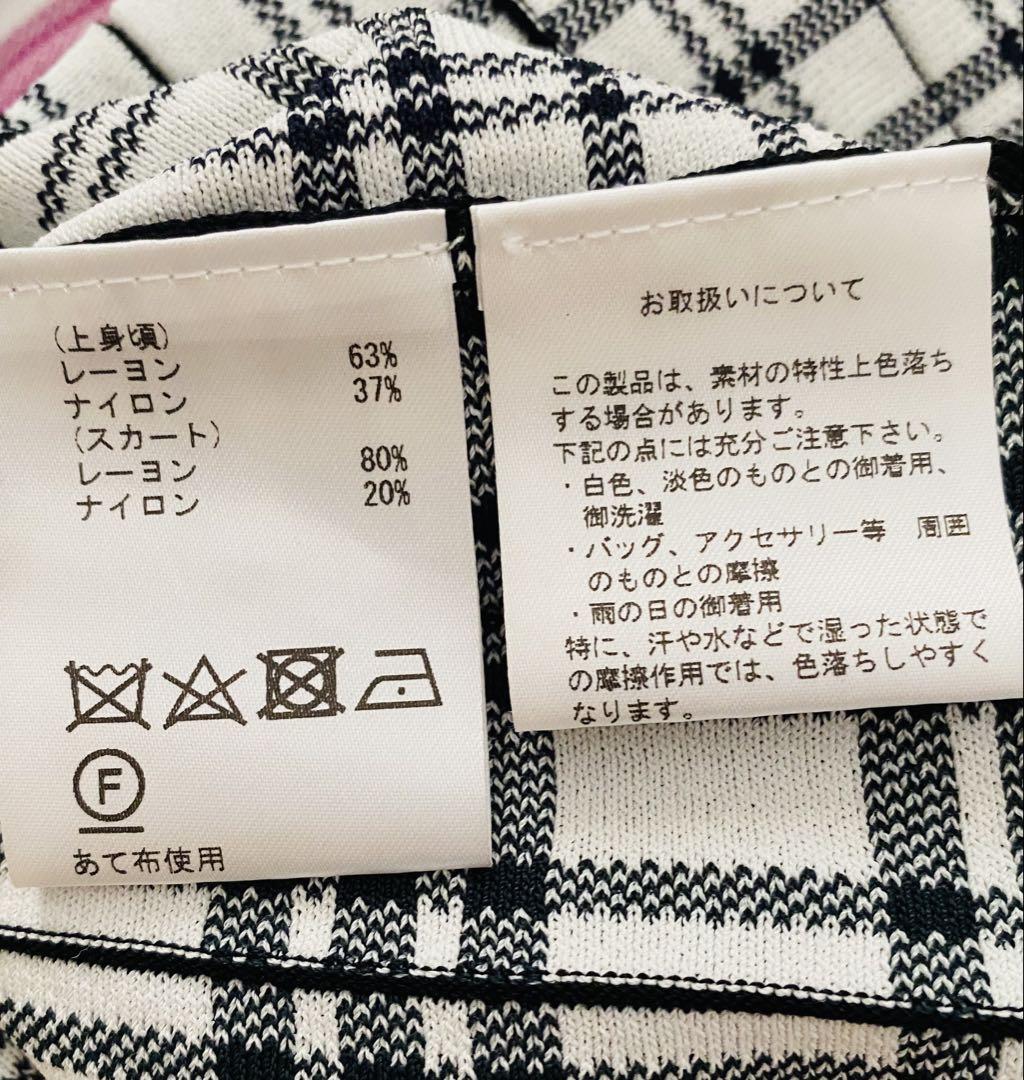 (上身頃)
レーヨン 63%
ナイロン 37%
(スカート)
レーヨン 80%
ナイロン 20%
F
あて布使用
お取扱いについて
この製品は、素材の特性上色落ち
する場合があります。
下記の点には充分ご注意下さい。
・白色、淡色のものとの御着用、
御洗濯
・バッグ、アクセサリー等 周囲
のものとの摩擦
・雨の日の御着用
特に、汗や水などで湿った状態で
の摩擦作用では、色落ちしやすく
なります。